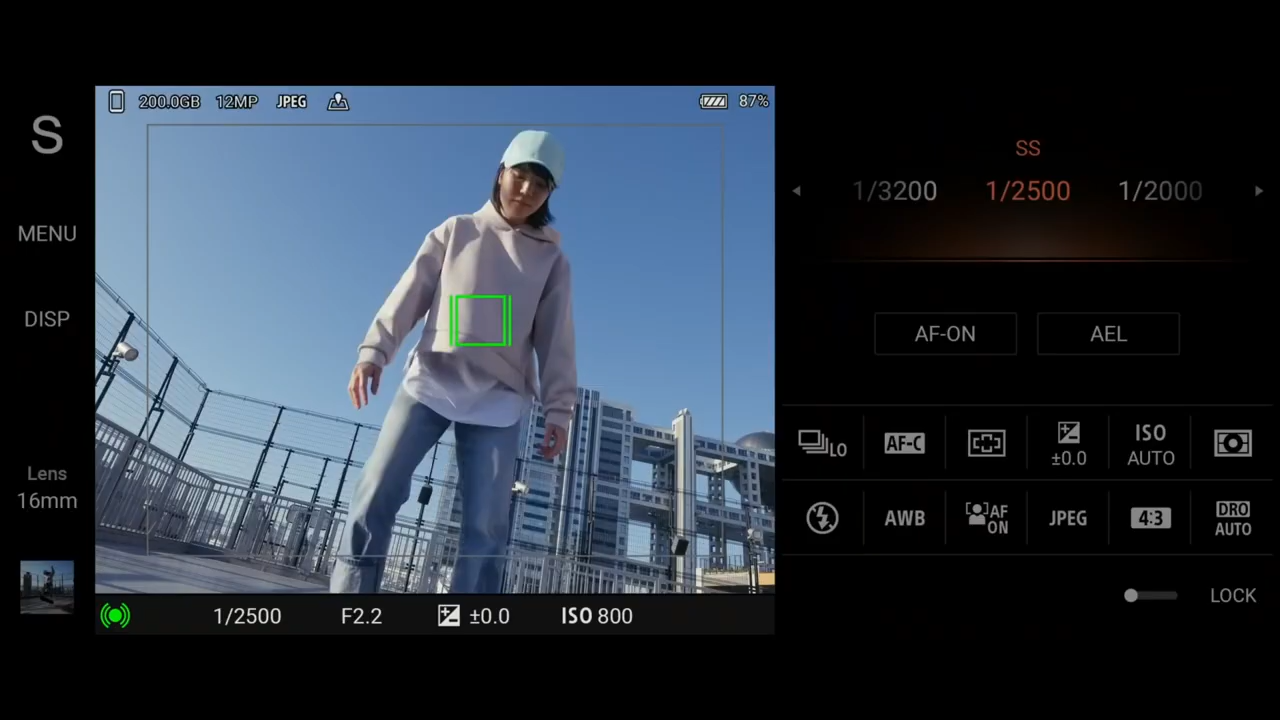 200.0GB 12MP JPEG 87%
S
MENU
DISP
Lens
16mm
1/2500 F2.2 ±0.0 ISO 800
SS
1/3200 1/2500 1/2000
AF-ON AEL
LO AF-C ±0.0 ISO AUTO
AWB AF ON JPEG 4:3 DRO AUTO
LOCK